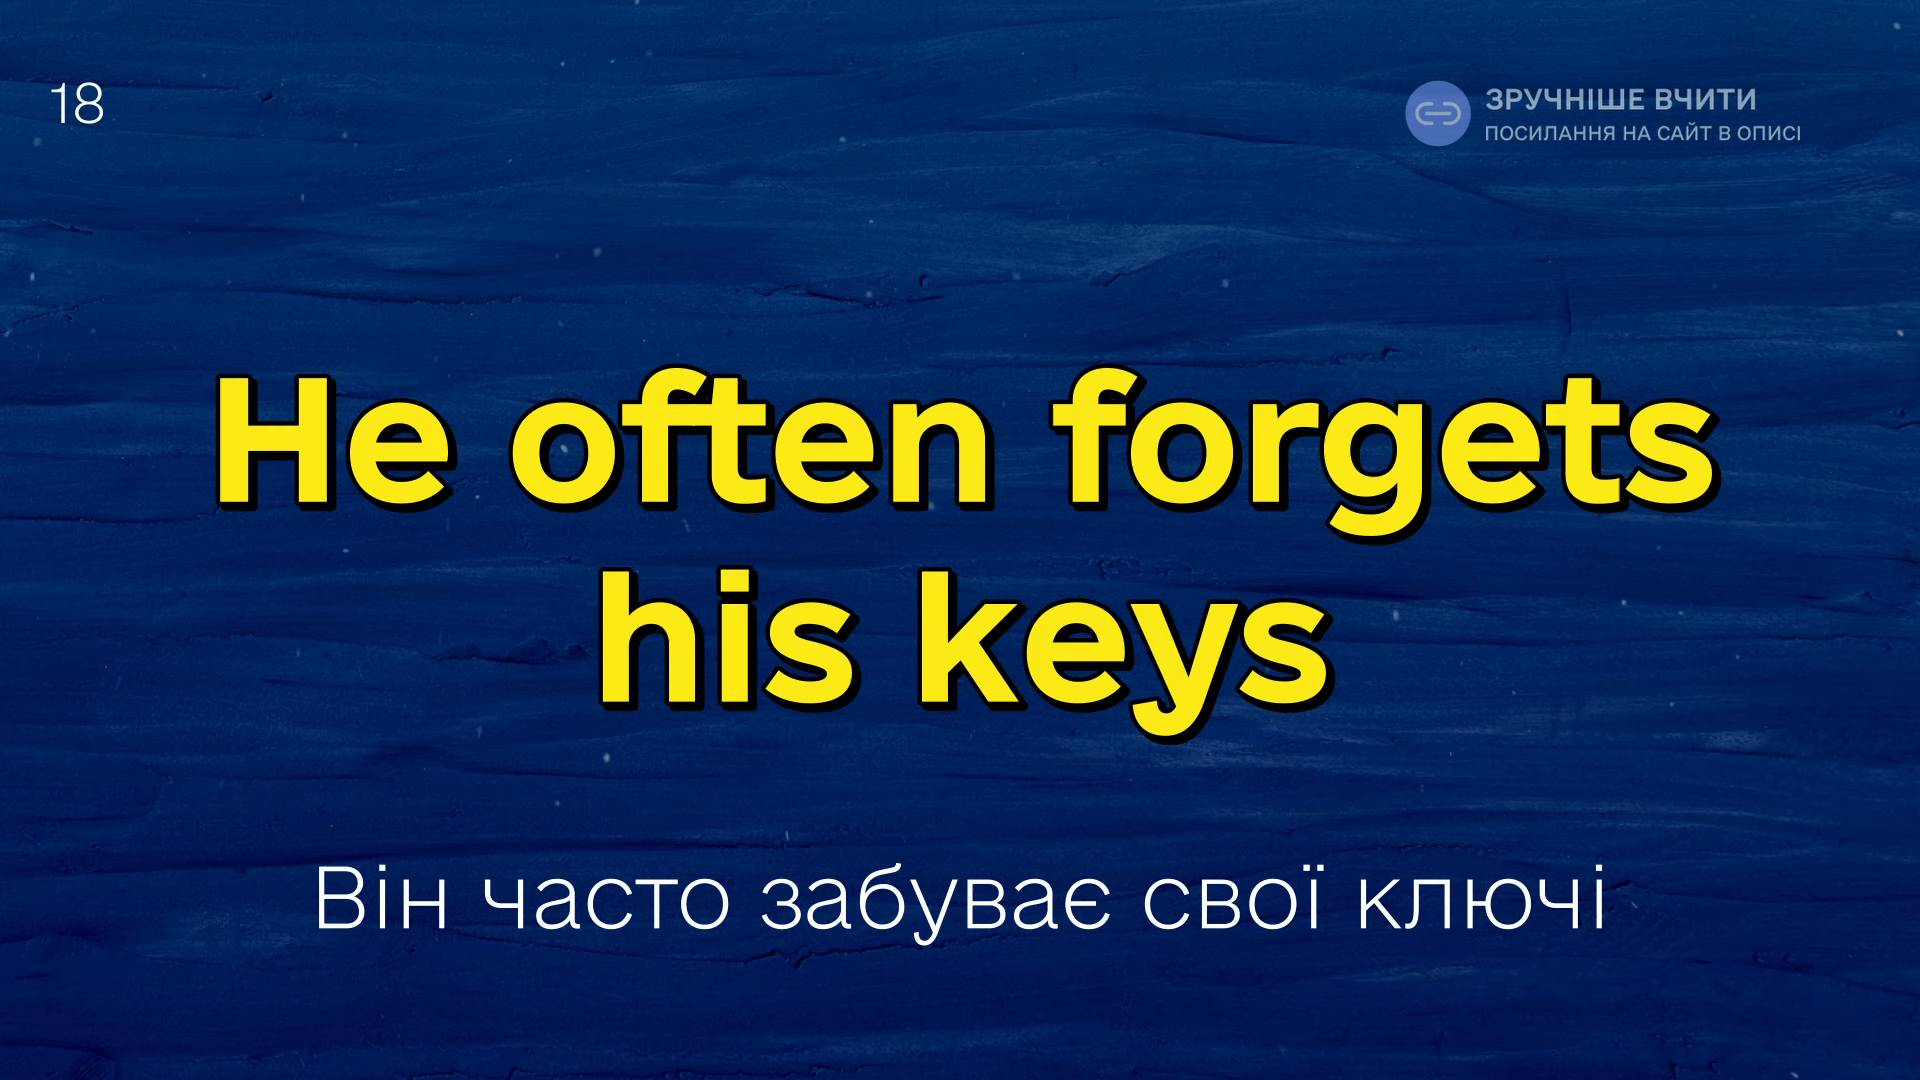 18
ЗРУЧНІШЕ ВЧИТИ
ПОСИЛАННЯ НА САЙТ В ОПИСІ
He often forgets
his keys
Він часто забуває свої ключі